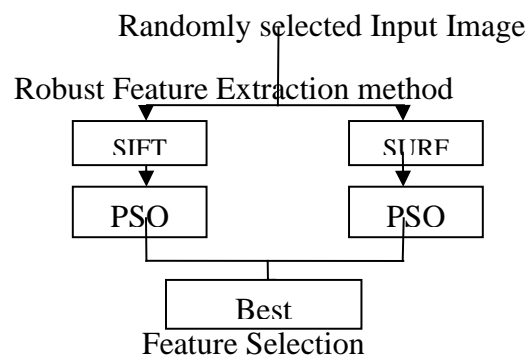 Randomly selected Input Image
Robust Feature Extraction method
SIFT SURF
PSO PSO
Best
Feature Selection